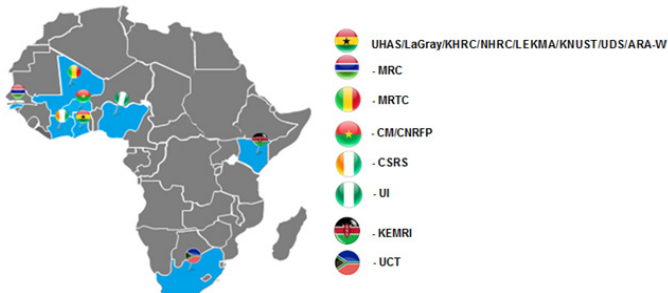 UHAS/LaGray/KHRC/NHRC/LEKMA/KNUST/UDS/ARA-W
- MRC
- MRTC
- CM/CNRFP
- CSRS
- UI
- KEMRI
- UCT